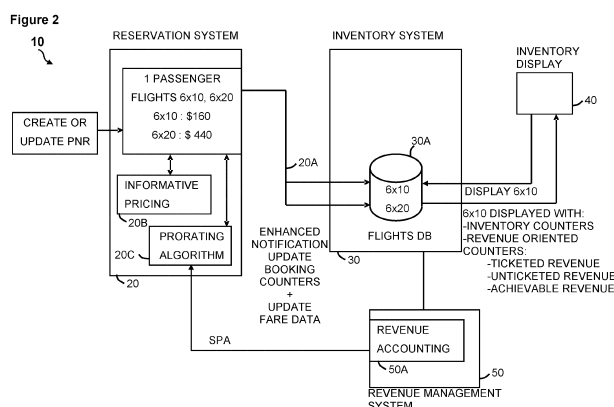 Figure 2
10
RESERVATION SYSTEM
1 PASSENGER
FLIGHTS 6x10, 6x20
6x10 : $160
6x20 : $ 440
CREATE OR
UPDATE PNR
INFORMATIVE
PRICING
20B
PRORATING
ALGORITHM
20C
20
20A
ENHANCED
NOTIFICATION
UPDATE
BOOKING
COUNTERS
+
UPDATE
FARE DATA
SPA
INVENTORY SYSTEM
30A
6x10
6x20
FLIGHTS DB
30
INVENTORY
DISPLAY
40
DISPLAY 6x10
6x10 DISPLAYED WITH:
-INVENTORY COUNTERS
-REVENUE ORIENTED
COUNTERS:
-TICKETED REVENUE
-UNTICKETED REVENUE
-ACHIEVABLE REVENUE
REVENUE
ACCOUNTING
50A
50
REVENUE MANAGEMENT
SYSTEM